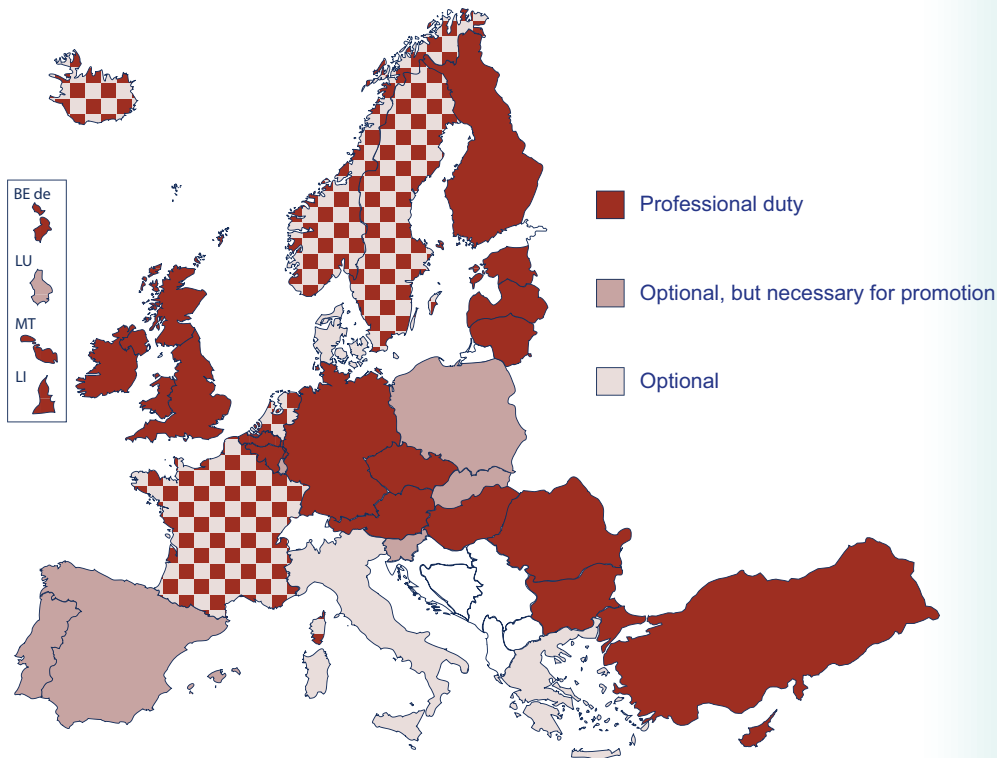 BE de
LU
MT
LI
Professional duty
Optional, but necessary for promotion
Optional